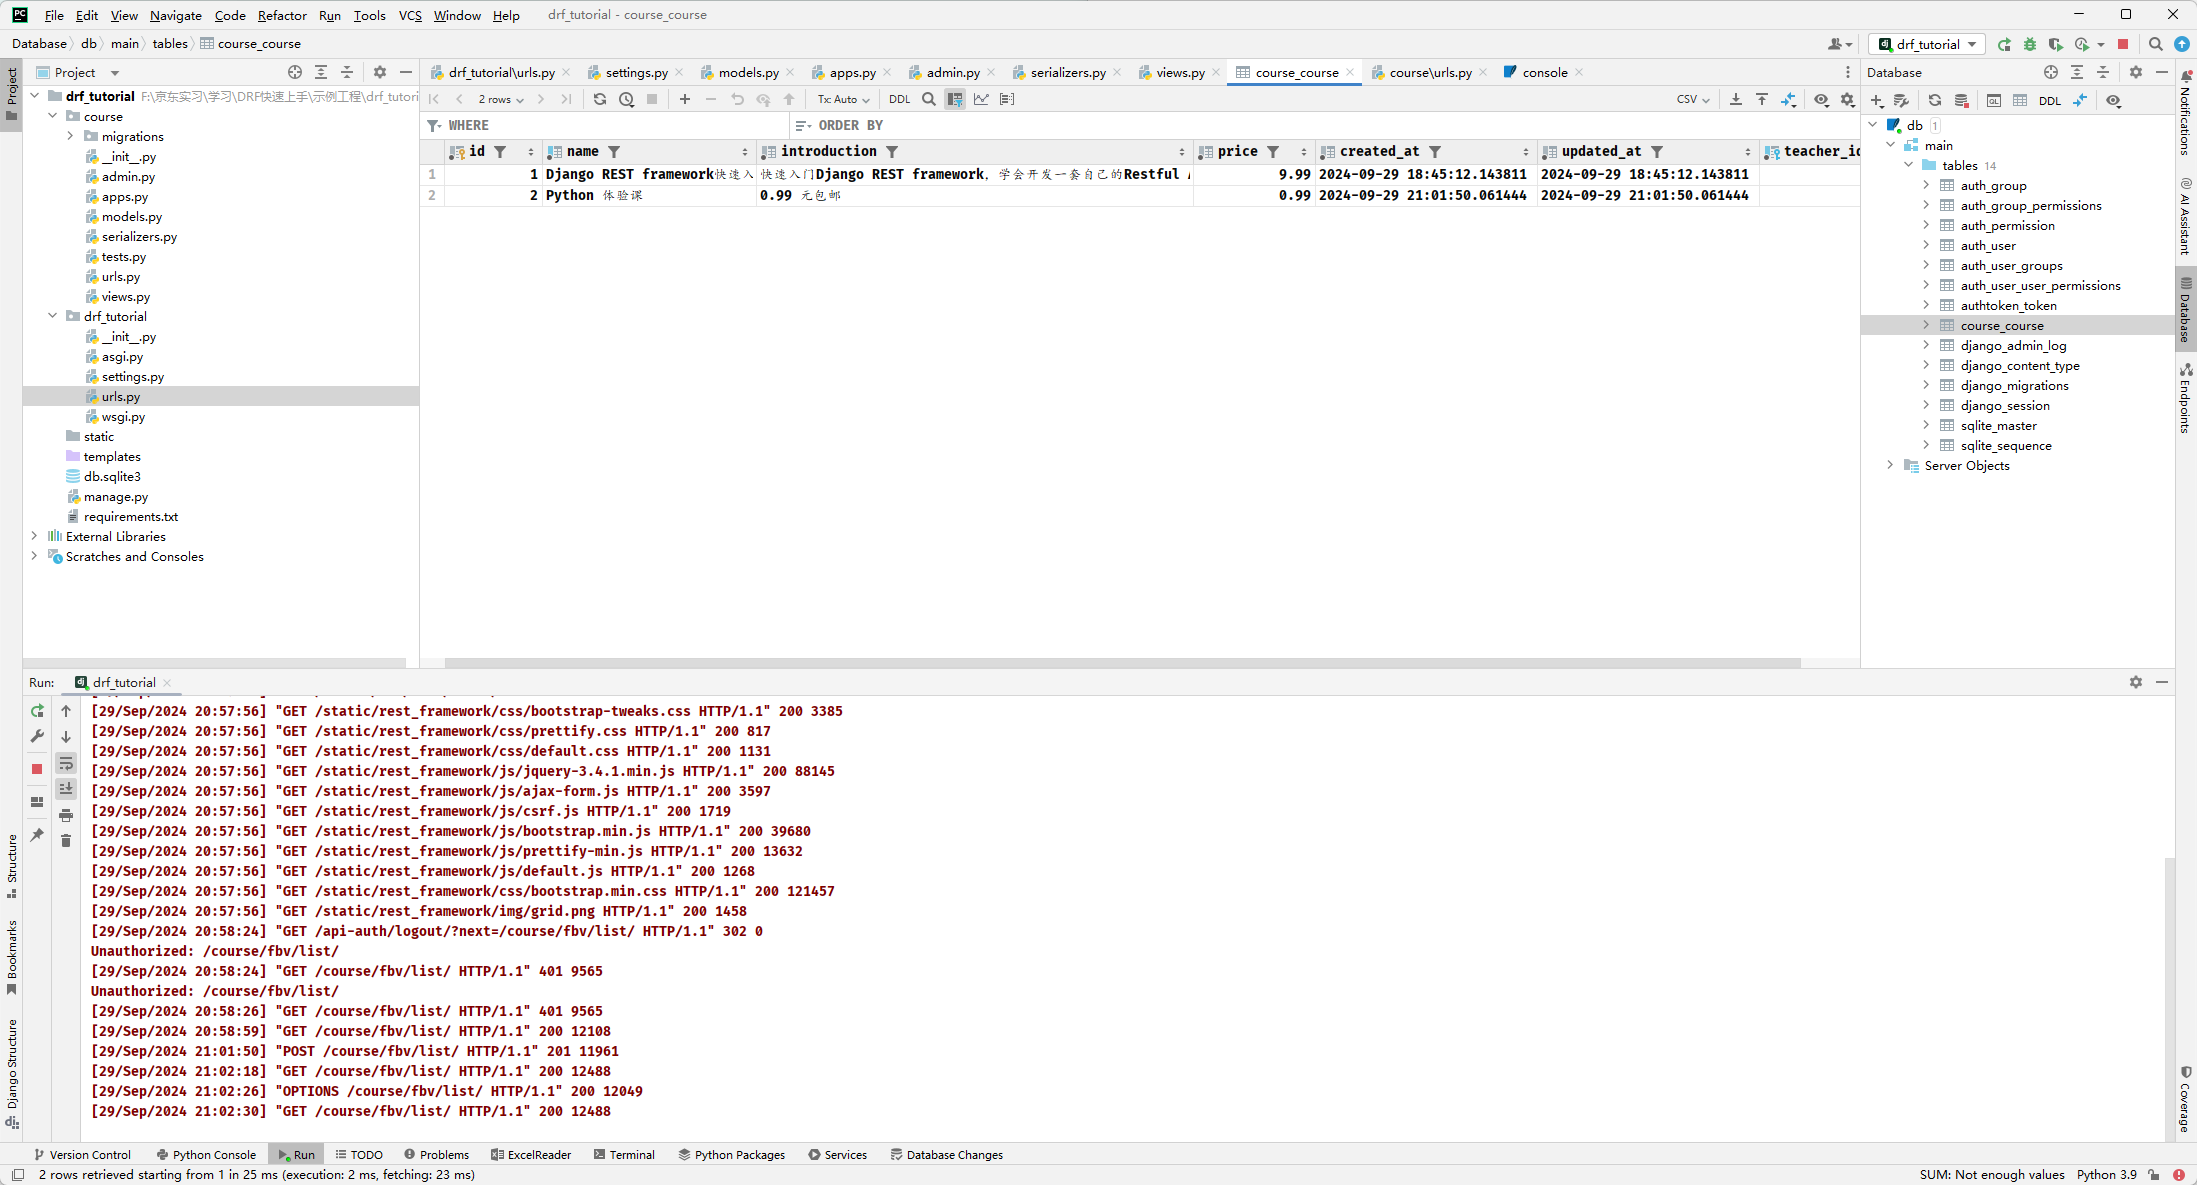 PC File Edit View Navigate Code Refactor Run Tools VCS Window Help drf_tutorial - course_course
Database db main tables course_course drf_tutorial
Project
drf_tutorial F:\京东实习\学习\DRF快速上手\示例工程\drf_tutori
course
migrations
__init__.py
admin.py
apps.py
models.py
serializers.py
tests.py
urls.py
views.py
drf_tutorial
__init__.py
asgi.py
settings.py
urls.py
wsgi.py
static
templates
db.sqlite3
manage.py
requirements.txt
External Libraries
Scratches and Consoles
drf_tutorial\urls.py settings.py models.py apps.py admin.py serializers.py views.py course_course course\urls.py console
2 rows Tx: Auto DDL CSV
WHERE ORDER BY
id name introduction price created_at updated_at teacher_id
1 1 Django REST framework快速入 快速入门Django REST framework, 学会开发一套自己的Restful 9.99 2024-09-29 18:45:12.143811 2024-09-29 18:45:12.143811
2 2 Python 体验课 0.99 元包邮 0.99 2024-09-29 21:01:50.061444 2024-09-29 21:01:50.061444
Database
DDL
db 1
main
tables 14
auth_group
auth_group_permissions
auth_permission
auth_user
auth_user_groups
auth_user_user_permissions
authtoken_token
course_course
django_admin_log
django_content_type
django_migrations
django_session
sqlite_master
sqlite_sequence
Server Objects
Project
Structure
Bookmarks
Django Structure
Notifications
AI Assistant
Database
Endpoints
Coverage
Run: drf_tutorial
[29/Sep/2024 20:57:56] "GET /static/rest_framework/css/bootstrap-tweaks.css HTTP/1.1" 200 3385
[29/Sep/2024 20:57:56] "GET /static/rest_framework/css/prettify.css HTTP/1.1" 200 817
[29/Sep/2024 20:57:56] "GET /static/rest_framework/css/default.css HTTP/1.1" 200 1131
[29/Sep/2024 20:57:56] "GET /static/rest_framework/js/jquery-3.4.1.min.js HTTP/1.1" 200 88145
[29/Sep/2024 20:57:56] "GET /static/rest_framework/js/ajax-form.js HTTP/1.1" 200 3597
[29/Sep/2024 20:57:56] "GET /static/rest_framework/js/csrf.js HTTP/1.1" 200 1719
[29/Sep/2024 20:57:56] "GET /static/rest_framework/js/bootstrap.min.js HTTP/1.1" 200 39680
[29/Sep/2024 20:57:56] "GET /static/rest_framework/js/prettify-min.js HTTP/1.1" 200 13632
[29/Sep/2024 20:57:56] "GET /static/rest_framework/js/default.js HTTP/1.1" 200 1268
[29/Sep/2024 20:57:56] "GET /static/rest_framework/css/bootstrap.min.css HTTP/1.1" 200 121457
[29/Sep/2024 20:57:56] "GET /static/rest_framework/img/grid.png HTTP/1.1" 200 1458
[29/Sep/2024 20:58:24] "GET /api-auth/logout/?next=/course/fbv/list/ HTTP/1.1" 302 0
Unauthorized: /course/fbv/list/
[29/Sep/2024 20:58:24] "GET /course/fbv/list/ HTTP/1.1" 401 9565
Unauthorized: /course/fbv/list/
[29/Sep/2024 20:58:26] "GET /course/fbv/list/ HTTP/1.1" 401 9565
[29/Sep/2024 20:58:59] "GET /course/fbv/list/ HTTP/1.1" 200 12108
[29/Sep/2024 21:01:50] "POST /course/fbv/list/ HTTP/1.1" 201 11961
[29/Sep/2024 21:02:18] "GET /course/fbv/list/ HTTP/1.1" 200 12488
[29/Sep/2024 21:02:26] "OPTIONS /course/fbv/list/ HTTP/1.1" 200 12049
[29/Sep/2024 21:02:30] "GET /course/fbv/list/ HTTP/1.1" 200 12488
Version Control Python Console Run TODO Problems ExcelReader Terminal Python Packages Services Database Changes
2 rows retrieved starting from 1 in 25 ms (execution: 2 ms, fetching: 23 ms) SUM: Not enough values Python 3.9